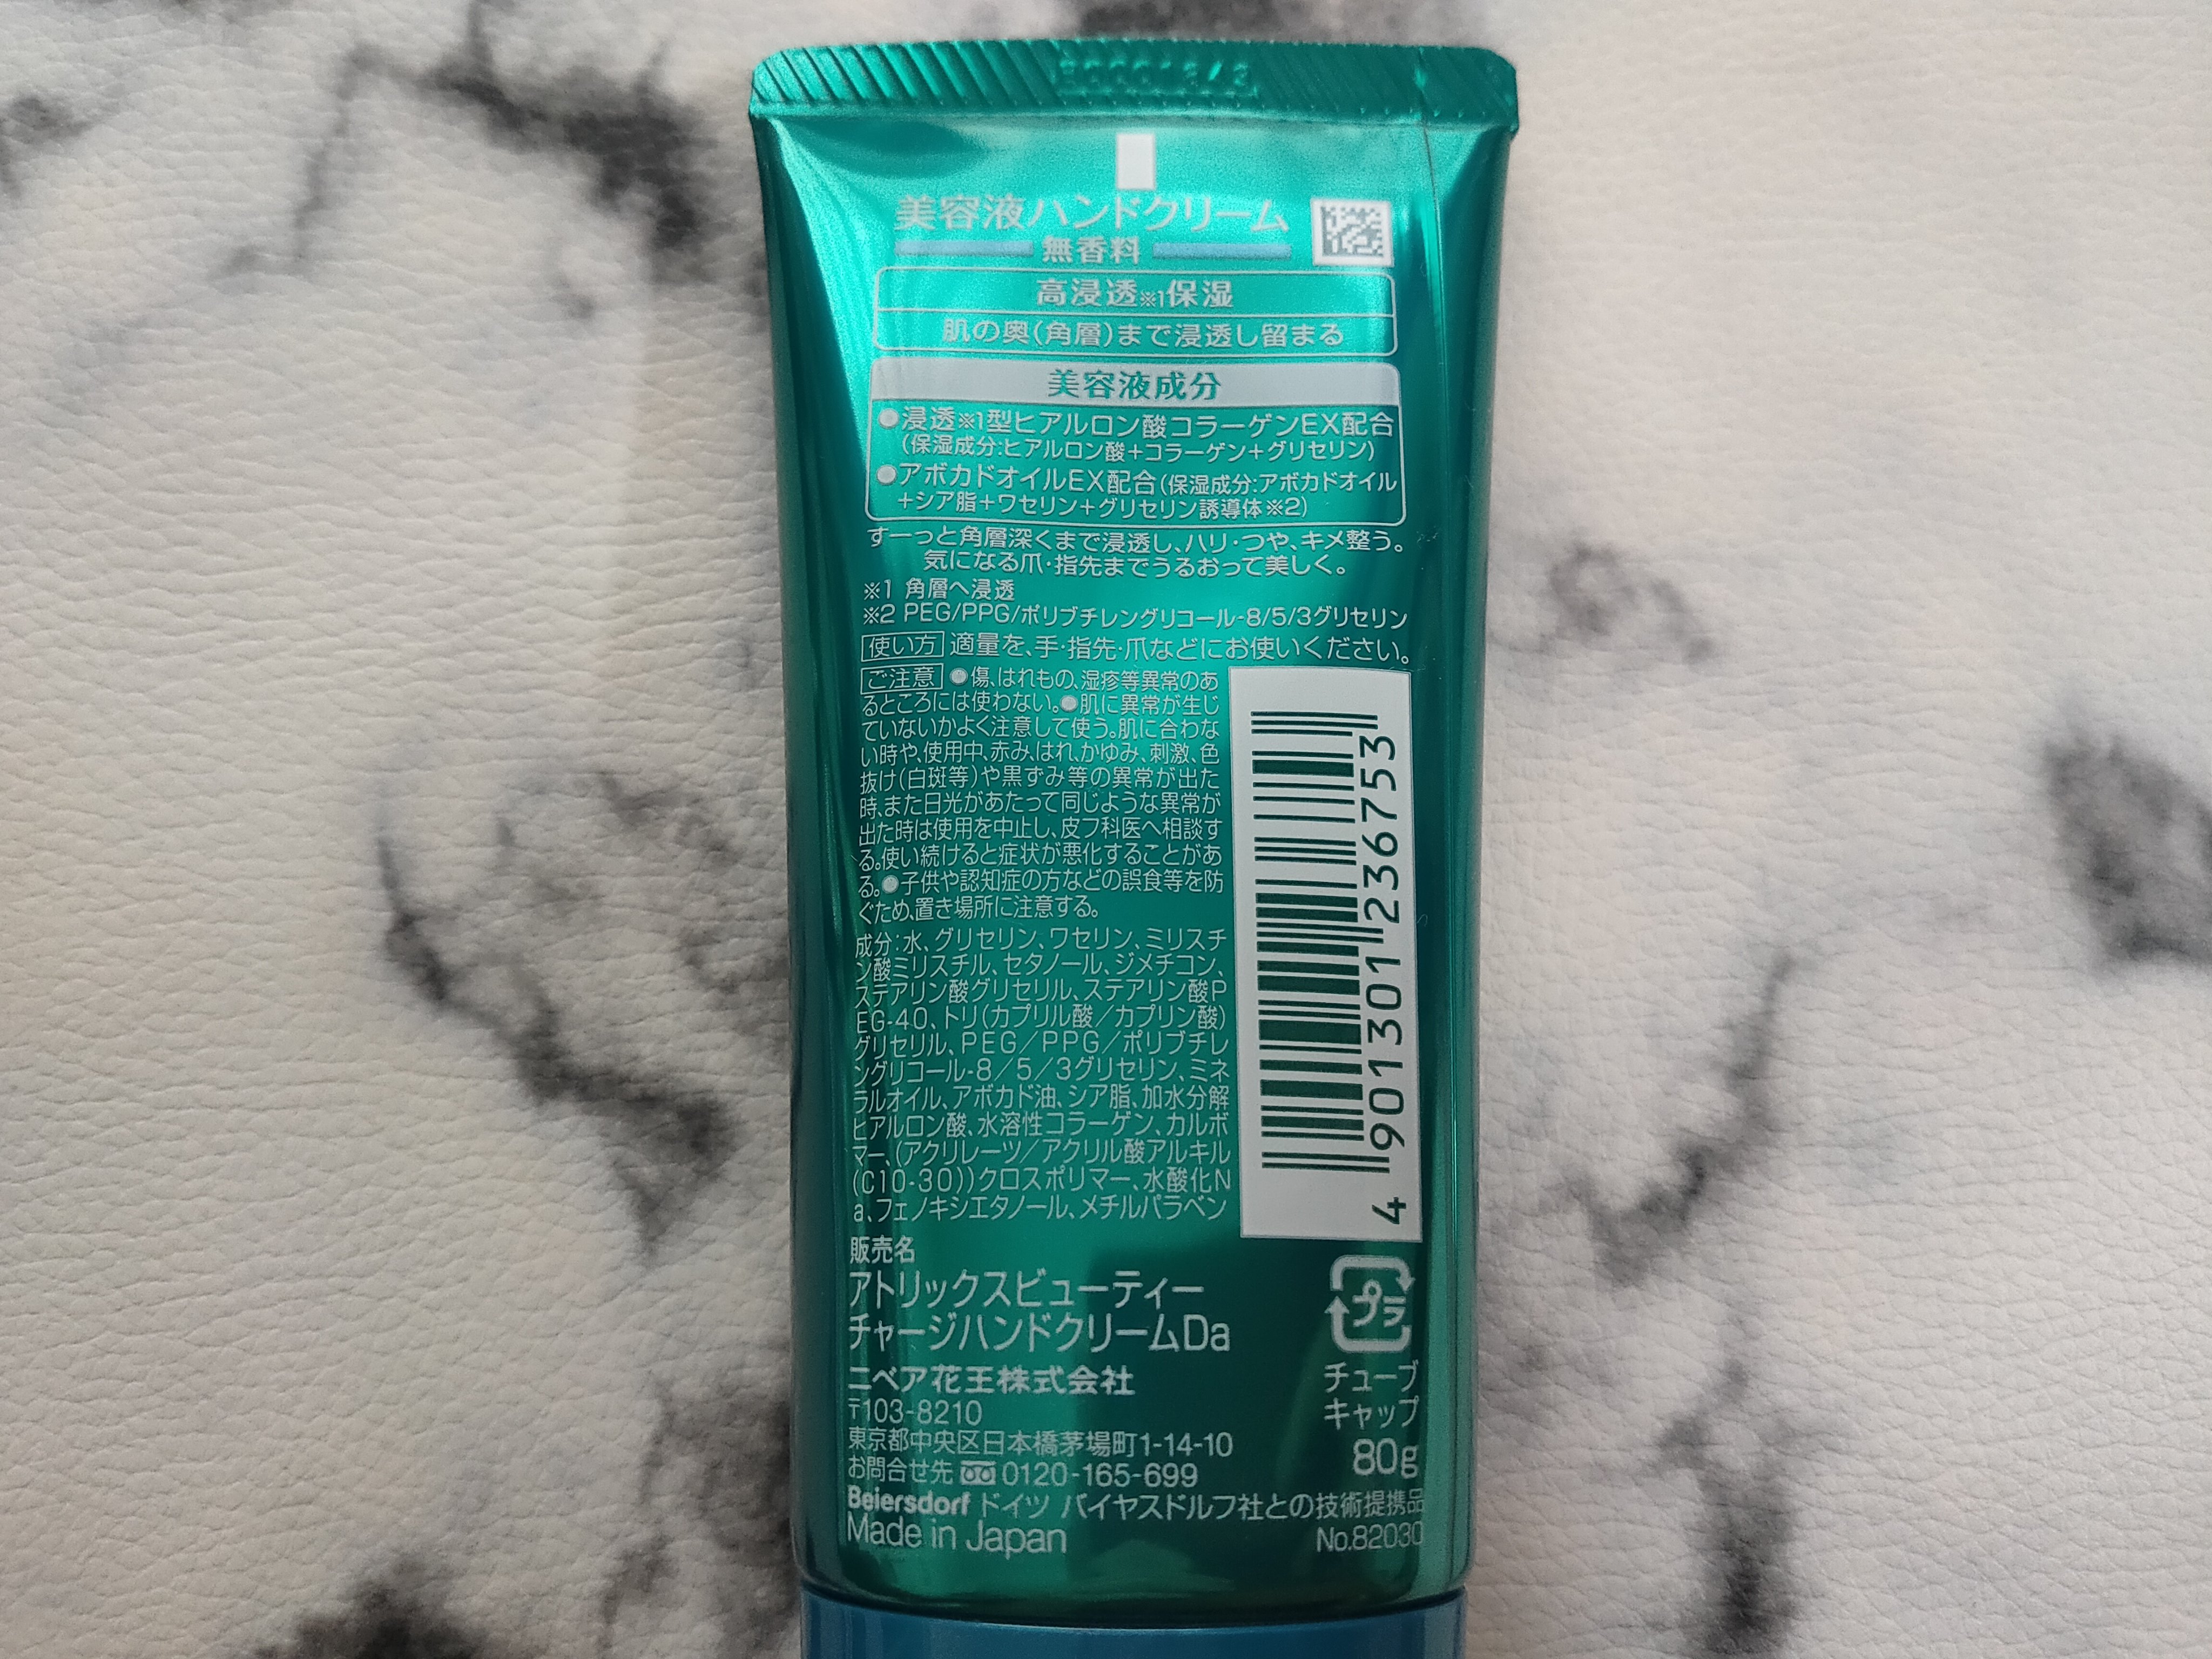 美容液ハンドクリーム
無香料
高浸透※1保湿
肌の奥(角層)まで浸透し留まる
美容液成分
●浸透※1型ヒアルロン酸コラーゲンEX配合
(保湿成分:ヒアルロン酸+コラーゲン+グリセリン)
●アボカドオイルEX配合(保湿成分:アボカドオイル
+シア脂+ワセリン+グリセリン誘導体※2)
すーっと角層深くまで浸透し、ハリ・つや、キメ整う。
気になる爪・指先までうるおって美しく。
※1 角層へ浸透
※2 PEG/PPG/ポリブチレングリコール-8/5/3グリセリン
使い方 適量を、手・指先・爪などにお使いください。
ご注意 ●傷、はれもの、湿疹等異常のあ
るところには使わない。●肌に異常が生じ
ていないかよく注意して使う。肌に合わな
い時や、使用中、赤み、はれ、かゆみ、刺激、色
抜け(白斑等)や黒ずみ等の異常が出た
時、また日光があたって同じような異常が
出た時は使用を中止し、皮フ科医へ相談す
る。使い続けると症状が悪化することがあ
る。●子供や認知症の方などの誤食等を防
ぐため、置き場所に注意する。
成分:水、グリセリン、ワセリン、ミリスチ
ン酸ミリスチル、セタノール、ジメチコン、
ステアリン酸グリセリル、ステアリン酸P
EG-40、トリ(カプリル酸/カプリン酸)
グリセリル、PEG/PPG/ポリブチレ
ングリコール-8/5/3グリセリン、ミネ
ラルオイル、アボカド油、シア脂、加水分解
ヒアルロン酸、水溶性コラーゲン、カルボ
マー、(アクリレーツ/アクリル酸アルキル
(C10-30))クロスポリマー、水酸化N
a、フェノキシエタノール、メチルパラベン
4 901301 236753
販売名
アトリックスビューティー
チャージハンドクリームDa
プラ
チューブ
キャップ
80g
ニベア花王株式会社
〒103-8210
東京都中央区日本橋茅場町1-14-10
お問合せ先 0120-165-699
Beiersdorf ドイツ バイヤスドルフ社との技術提携品
Made in Japan
No.82030